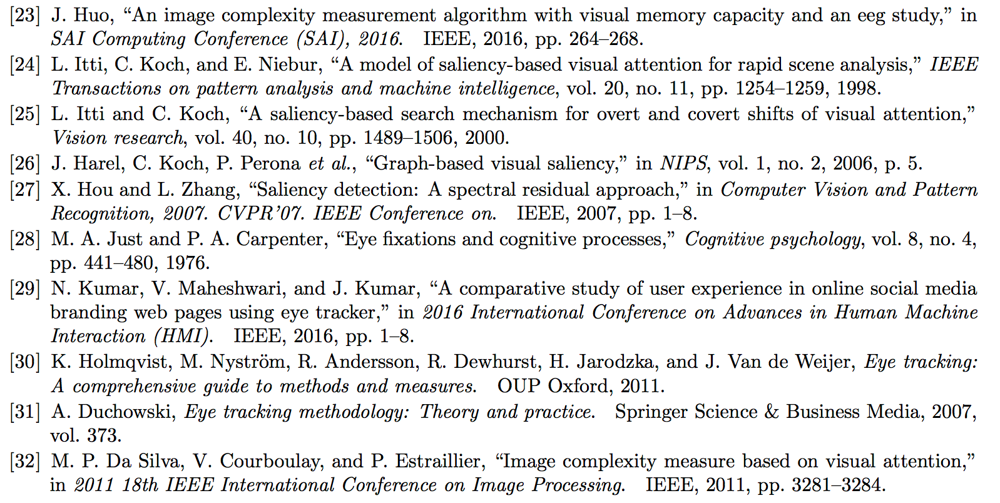 [23] J. Huo, “An image complexity measurement algorithm with visual memory capacity and an eeg study,” in
SAI Computing Conference (SAI), 2016. IEEE, 2016, pp. 264–268.
[24] L. Itti, C. Koch, and E. Niebur, “A model of saliency-based visual attention for rapid scene analysis,” IEEE
Transactions on pattern analysis and machine intelligence, vol. 20, no. 11, pp. 1254–1259, 1998.
[25] L. Itti and C. Koch, “A saliency-based search mechanism for overt and covert shifts of visual attention,”
Vision research, vol. 40, no. 10, pp. 1489–1506, 2000.
[26] J. Harel, C. Koch, P. Perona et al., “Graph-based visual saliency,” in NIPS, vol. 1, no. 2, 2006, p. 5.
[27] X. Hou and L. Zhang, “Saliency detection: A spectral residual approach,” in Computer Vision and Pattern
Recognition, 2007. CVPR’07. IEEE Conference on. IEEE, 2007, pp. 1–8.
[28] M. A. Just and P. A. Carpenter, “Eye fixations and cognitive processes,” Cognitive psychology, vol. 8, no. 4,
pp. 441–480, 1976.
[29] N. Kumar, V. Maheshwari, and J. Kumar, “A comparative study of user experience in online social media
branding web pages using eye tracker,” in 2016 International Conference on Advances in Human Machine
Interaction (HMI). IEEE, 2016, pp. 1–8.
[30] K. Holmqvist, M. Nyström, R. Andersson, R. Dewhurst, H. Jarodzka, and J. Van de Weijer, Eye tracking:
A comprehensive guide to methods and measures. OUP Oxford, 2011.
[31] A. Duchowski, Eye tracking methodology: Theory and practice. Springer Science & Business Media, 2007,
vol. 373.
[32] M. P. Da Silva, V. Courboulay, and P. Estraillier, “Image complexity measure based on visual attention,”
in 2011 18th IEEE International Conference on Image Processing. IEEE, 2011, pp. 3281–3284.